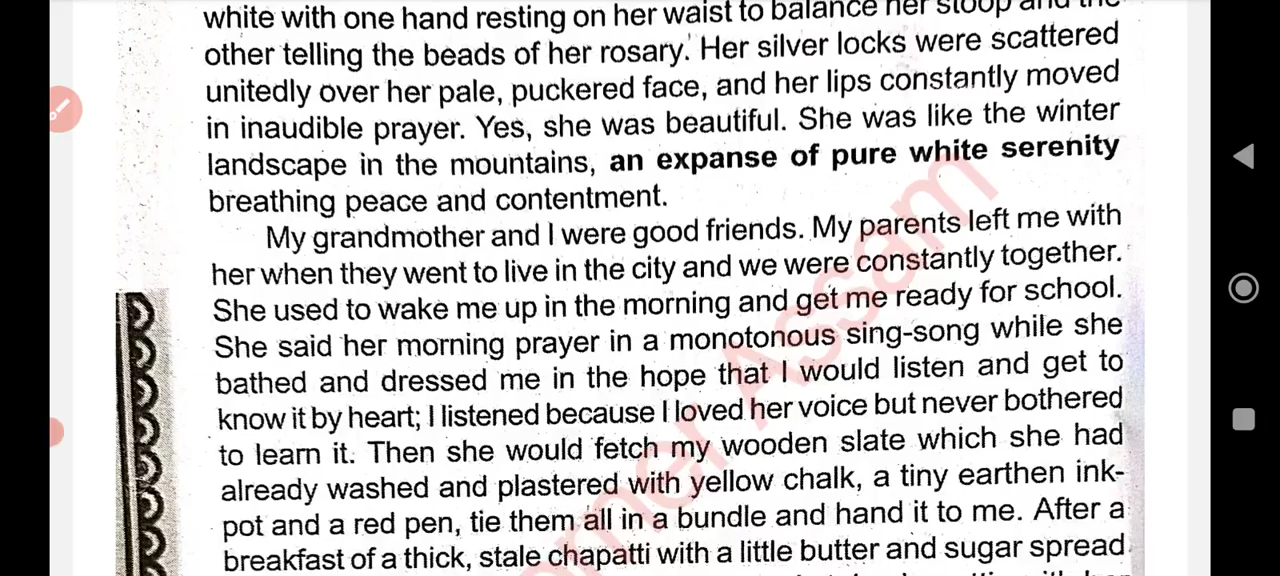 white with one hand resting on her waist to balance her stoop and the
other telling the beads of her rosary. Her silver locks were scattered
unitedly over her pale, puckered face, and her lips constantly moved
in inaudible prayer. Yes, she was beautiful. She was like the winter
landscape in the mountains, an expanse of pure white serenity
breathing peace and contentment.
My grandmother and I were good friends. My parents left me with
her when they went to live in the city and we were constantly together.
She used to wake me up in the morning and get me ready for school.
She said her morning prayer in a monotonous sing-song while she
bathed and dressed me in the hope that I would listen and get to
know it by heart; I listened because I loved her voice but never bothered
to learn it. Then she would fetch my wooden slate which she had
already washed and plastered with yellow chalk, a tiny earthen ink-
pot and a red pen, tie them all in a bundle and hand it to me. After a
breakfast of a thick, stale chapatti with a little butter and sugar spread
Assam